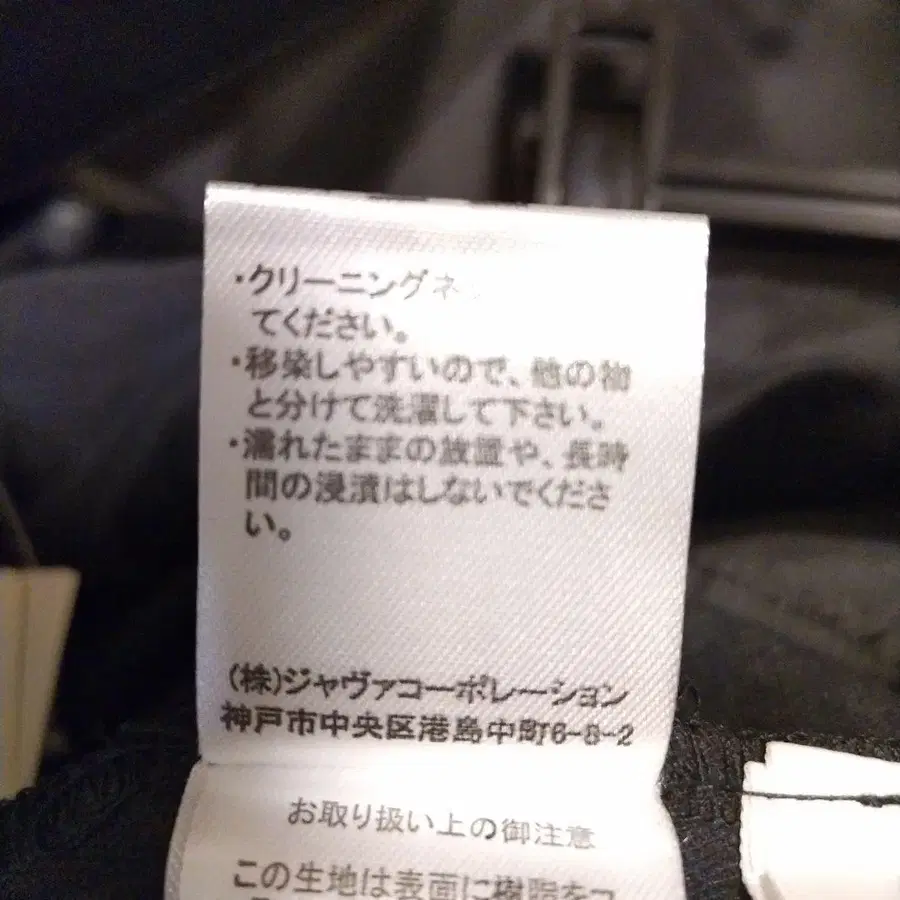 ・クリーニングネ
てください。
・移染しやすいので、他の物
と分けて洗濯して下さい。
・濡れたままの放置や、長時
間の浸漬はしないでくださ
い。
(株)ジャヴァコーポレーション
神戸市中央区港島中町6-8-2
お取り扱い上の御注意
この生地は表面に樹脂をコ